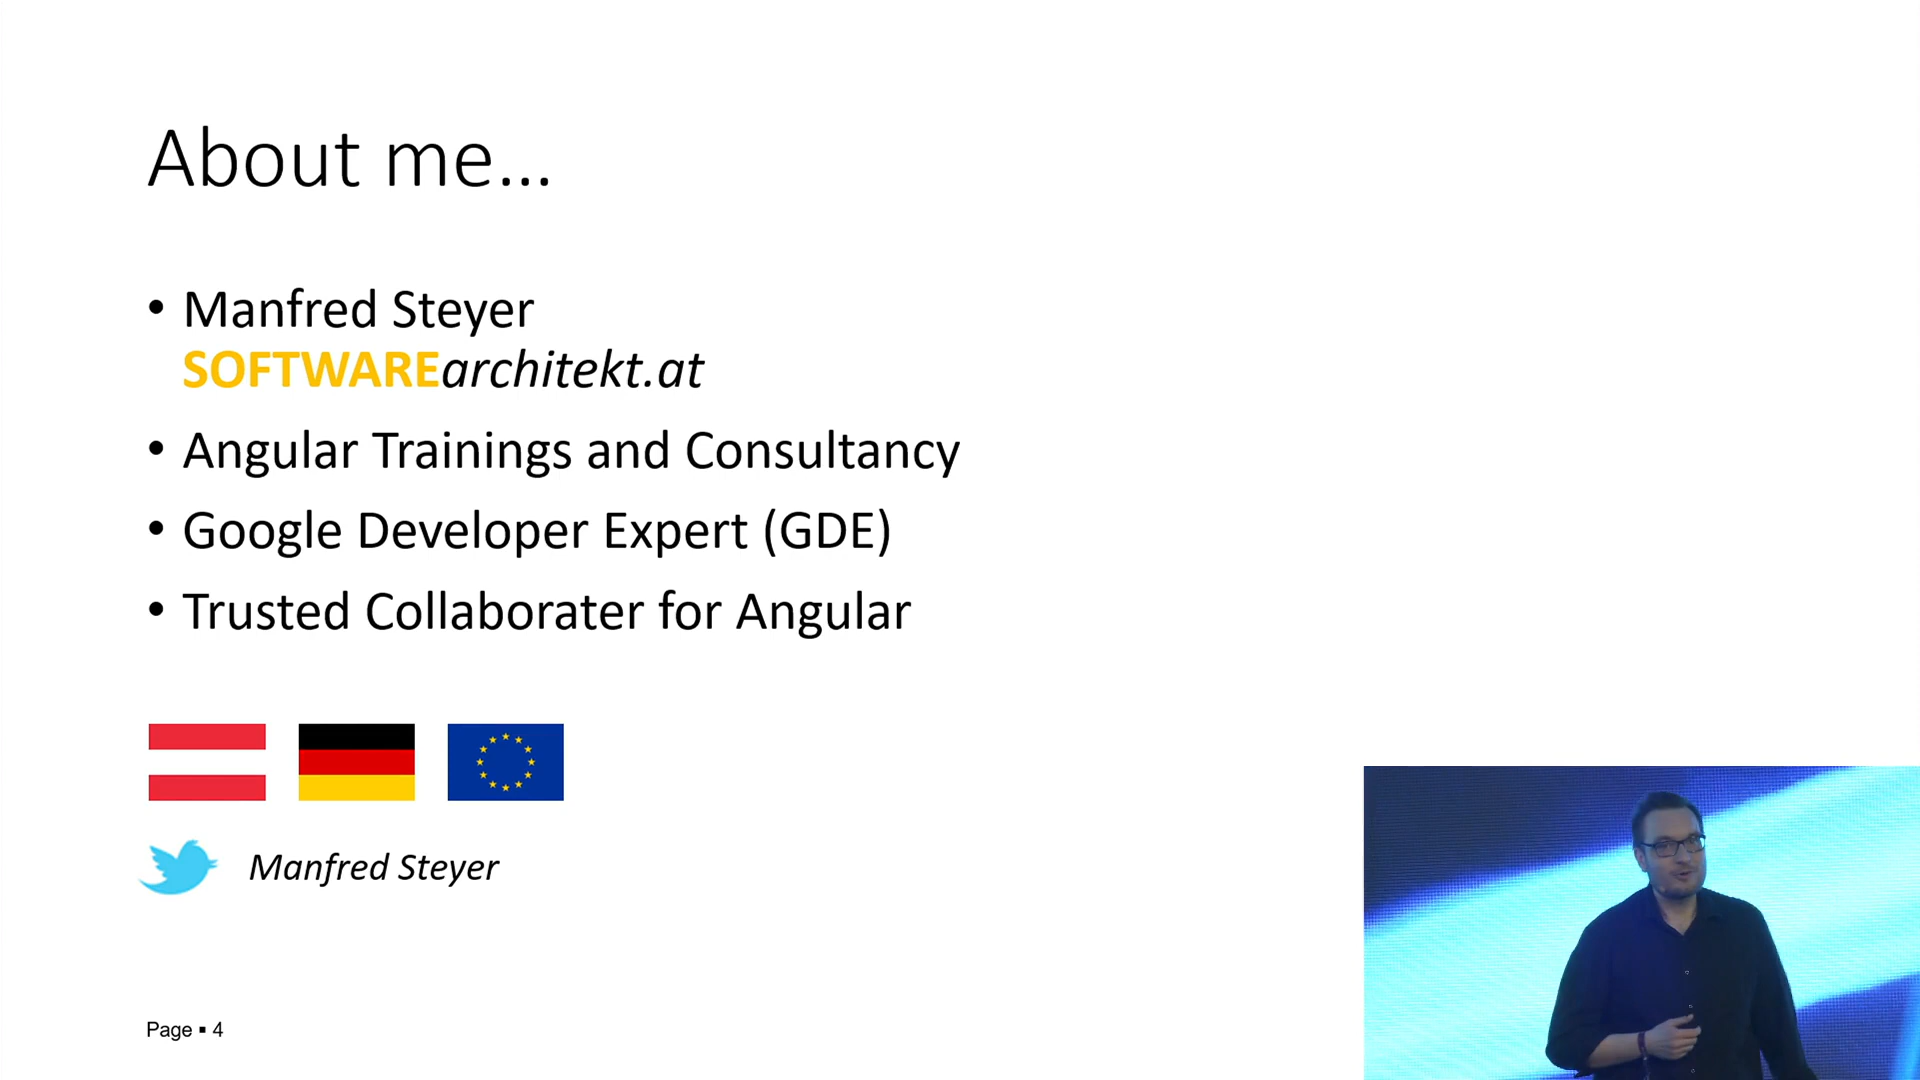 About me...
• Manfred Steyer
SOFTWAREarchitekt.at
• Angular Trainings and Consultancy
• Google Developer Expert (GDE)
• Trusted Collaborater for Angular
Manfred Steyer
Page ▪ 4